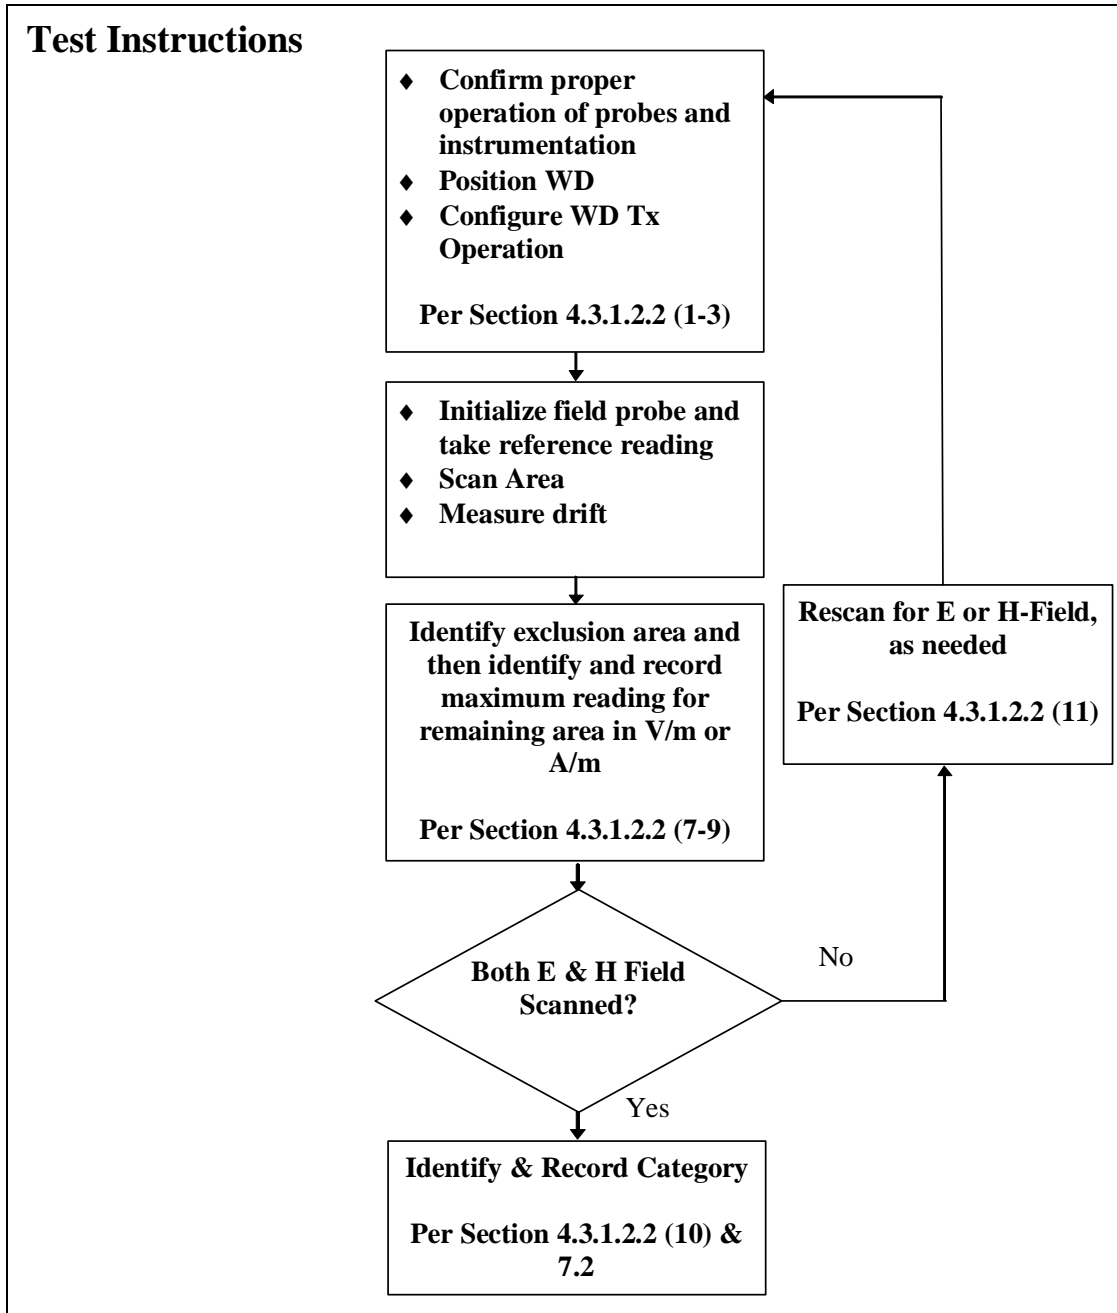 Test Instructions
♦ Confirm proper
operation of probes and
instrumentation
♦ Position WD
♦ Configure WD Tx
Operation
Per Section 4.3.1.2.2 (1-3)
♦ Initialize field probe and
take reference reading
♦ Scan Area
♦ Measure drift
Identify exclusion area and
then identify and record
maximum reading for
remaining area in V/m or
A/m
Per Section 4.3.1.2.2 (7-9)
Rescan for E or H-Field,
as needed
Per Section 4.3.1.2.2 (11)
Both E & H Field
Scanned?
No
Yes
Identify & Record Category
Per Section 4.3.1.2.2 (10) &
7.2